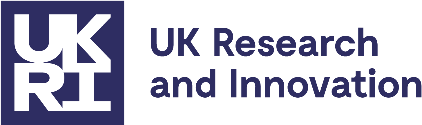 UK
RI
UK Research
and Innovation